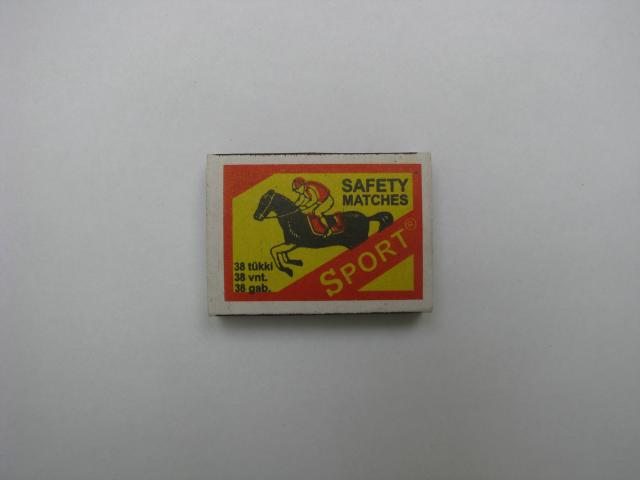 SAFETY
MATCHES
SPORT®
38 tükki
38 vnt.
38 gab.